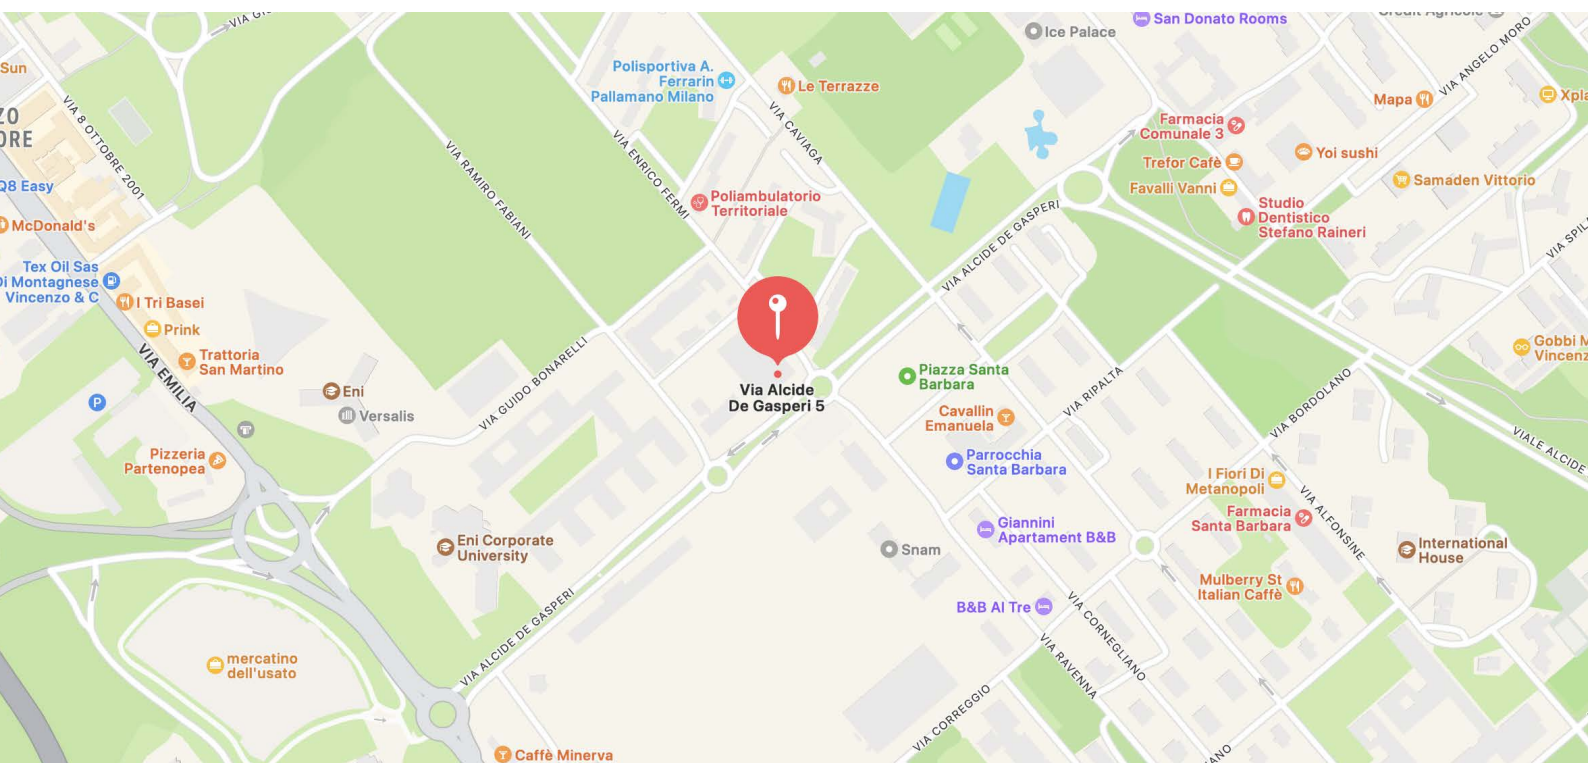 San Donato Rooms
Ice Palace
VIA ANGELO MORO
Sun
Polisportiva A.
Ferrarin
Pallamano Milano
Le Terrazze
Mapa
VIA 8 OTTOBRE 2001
VIA CAVIAGA
Farmacia
Comunale 3
VIA RAMIRO FABIANI
VIA ENRICO FERMI
Yoi sushi
Trefor Cafè
Q8 Easy
Favalli Vanni
Samaden Vittorio
Poliambulatorio
Territoriale
McDonald's
Studio
Dentistico
Stefano Raineri
VIA ALCIDE DE GASPERI
Tex Oil Sas
Di Montagnese
Vincenzo & C
I Tri Basei
Prink
Trattoria
San Martino
VIA EMILIA
VIA GUIDO BONARELLI
Via Alcide
De Gasperi 5
Piazza Santa
Barbara
Eni
P
Versalis
Cavallin
Emanuela
VIA RIPALTA
VIA BORDOLANO
VIALE ALCIDE
Pizzeria
Partenopea
Parrocchia
Santa Barbara
I Fiori Di
Metanopoli
Farmacia
Santa Barbara
VIA ALFONSINE
Giannini
Apartament B&B
Eni Corporate
University
Snam
International
House
Mulberry St
Italian Caffè
B&B Al Tre
VIA CORNEGLIANO
VIA ALCIDE DE GASPERI
VIA RAVENNA
mercatino
dell'usato
VIA CORREGGIO
Caffè Minerva